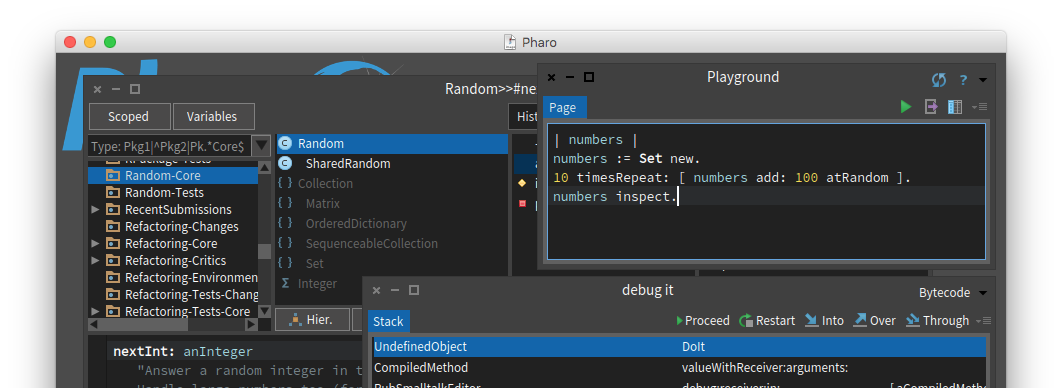 Pharo
Random>>#ne
Scoped
Variables
Type: Pkg1|^Pkg2|Pk.*Core$
RPackage-Tests
Random-Core
Random-Tests
RecentSubmissions
Refactoring-Changes
Refactoring-Core
Refactoring-Critics
Refactoring-Environmen
Refactoring-Tests-Chang
Refactoring-Tests-Core
Random
SharedRandom
Collection
Matrix
OrderedDictionary
SequenceableCollection
Set
Integer
Hier.
Hist
nextInt: anInteger
"Answer a random integer in t
Playground
Page
| numbers |
numbers := Set new.
10 timesRepeat: [ numbers add: 100 atRandom ].
numbers inspect.
debug it
Bytecode
Stack
Proceed
Restart
Into
Over
Through
UndefinedObject DoIt
CompiledMethod valueWithReceiver:arguments: